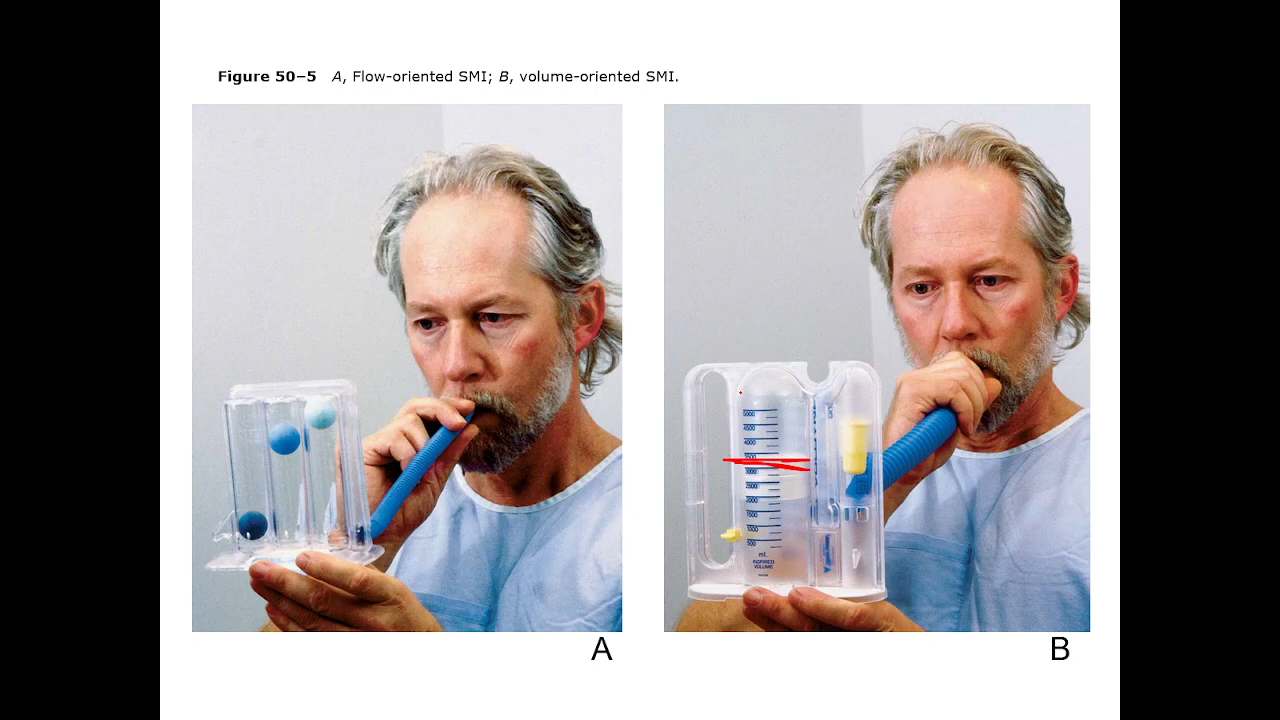 Figure 50–5 A, Flow-oriented SMI; B, volume-oriented SMI.
5000
4500
4000
3500
3000
2500
2000
1500
1000
500
ml.
INSPIRED
VOLUME
A
B